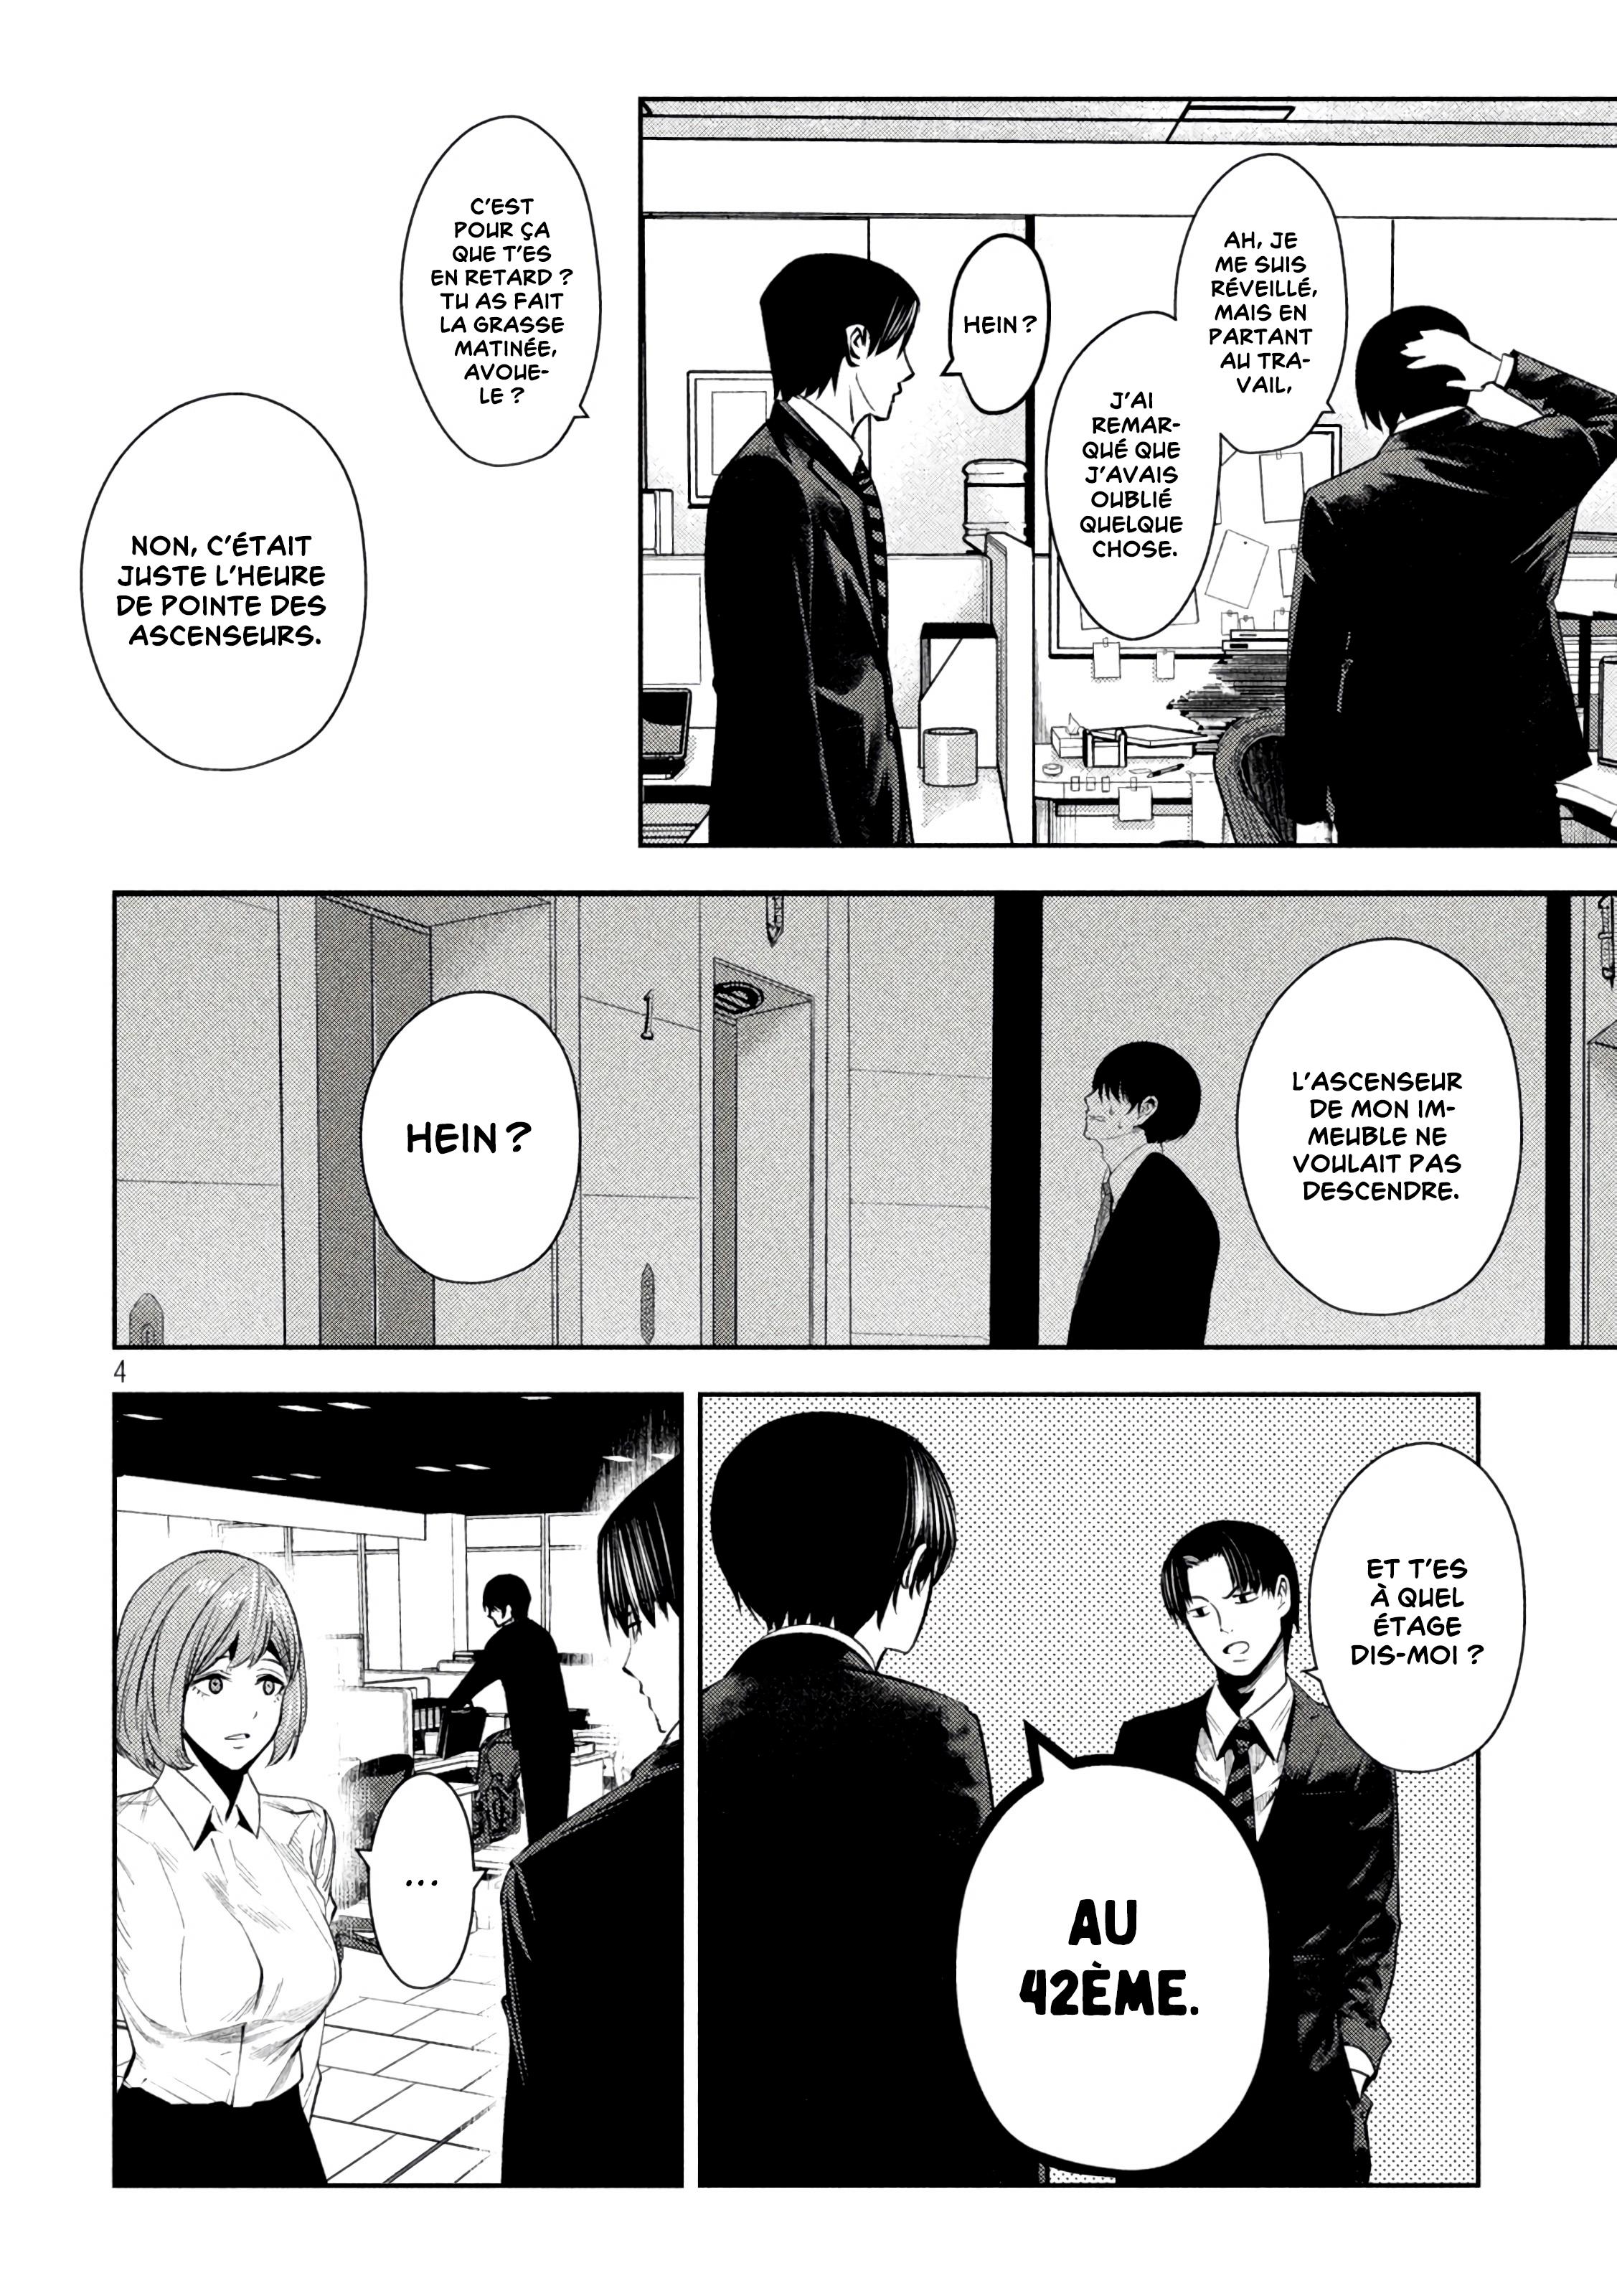 AH, JE
ME SUIS
RÉVEILLÉ,
MAIS EN
PARTANT
AU TRA-
VAIL,
J'AI
REMAR-
QUÉ QUE
J'AVAIS
OUBLIÉ
QUELQUE
CHOSE.
HEIN ?
C'EST
POUR ÇA
QUE T'ES
EN RETARD ?
TU AS FAIT
LA GRASSE
MATINÉE,
AVOUE-
LE ?
NON, C'ÉTAIT
JUSTE L'HEURE
DE POINTE DES
ASCENSEURS.
L'ASCENSEUR
DE MON IM-
MEUBLE NE
VOULAIT PAS
DESCENDRE.
HEIN ?
4
ET T'ES
À QUEL
ÉTAGE
DIS-MOI ?
AU
42ÈME.
...